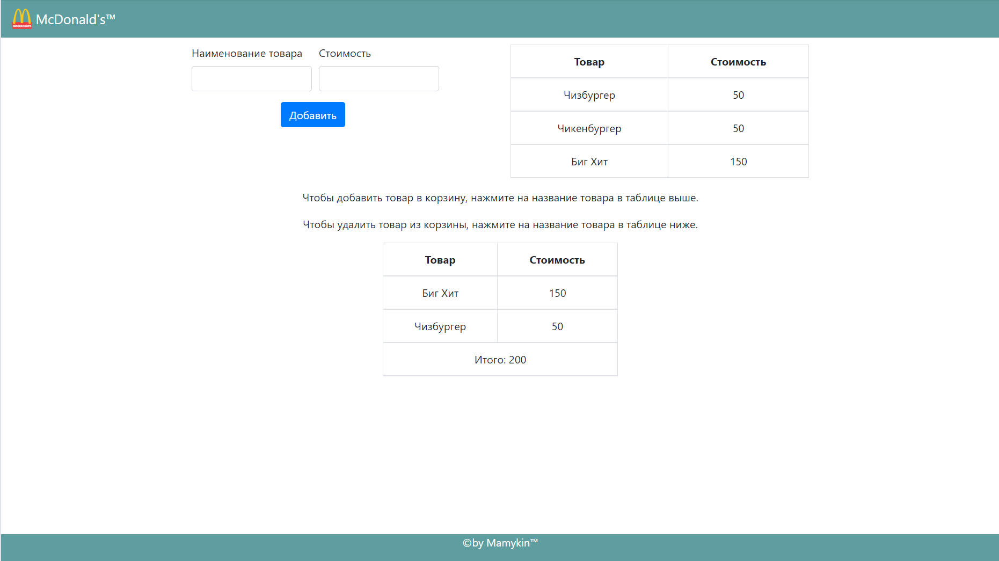 McDonald's
McDonald's™
Наименование товара
Стоимость
Добавить
Товар Стоимость
Чизбургер 50
Чикенбургер 50
Биг Хит 150
Чтобы добавить товар в корзину, нажмите на название товара в таблице выше.
Чтобы удалить товар из корзины, нажмите на название товара в таблице ниже.
Товар Стоимость
Биг Хит 150
Чизбургер 50
Итого: 200
©by Mamykin™